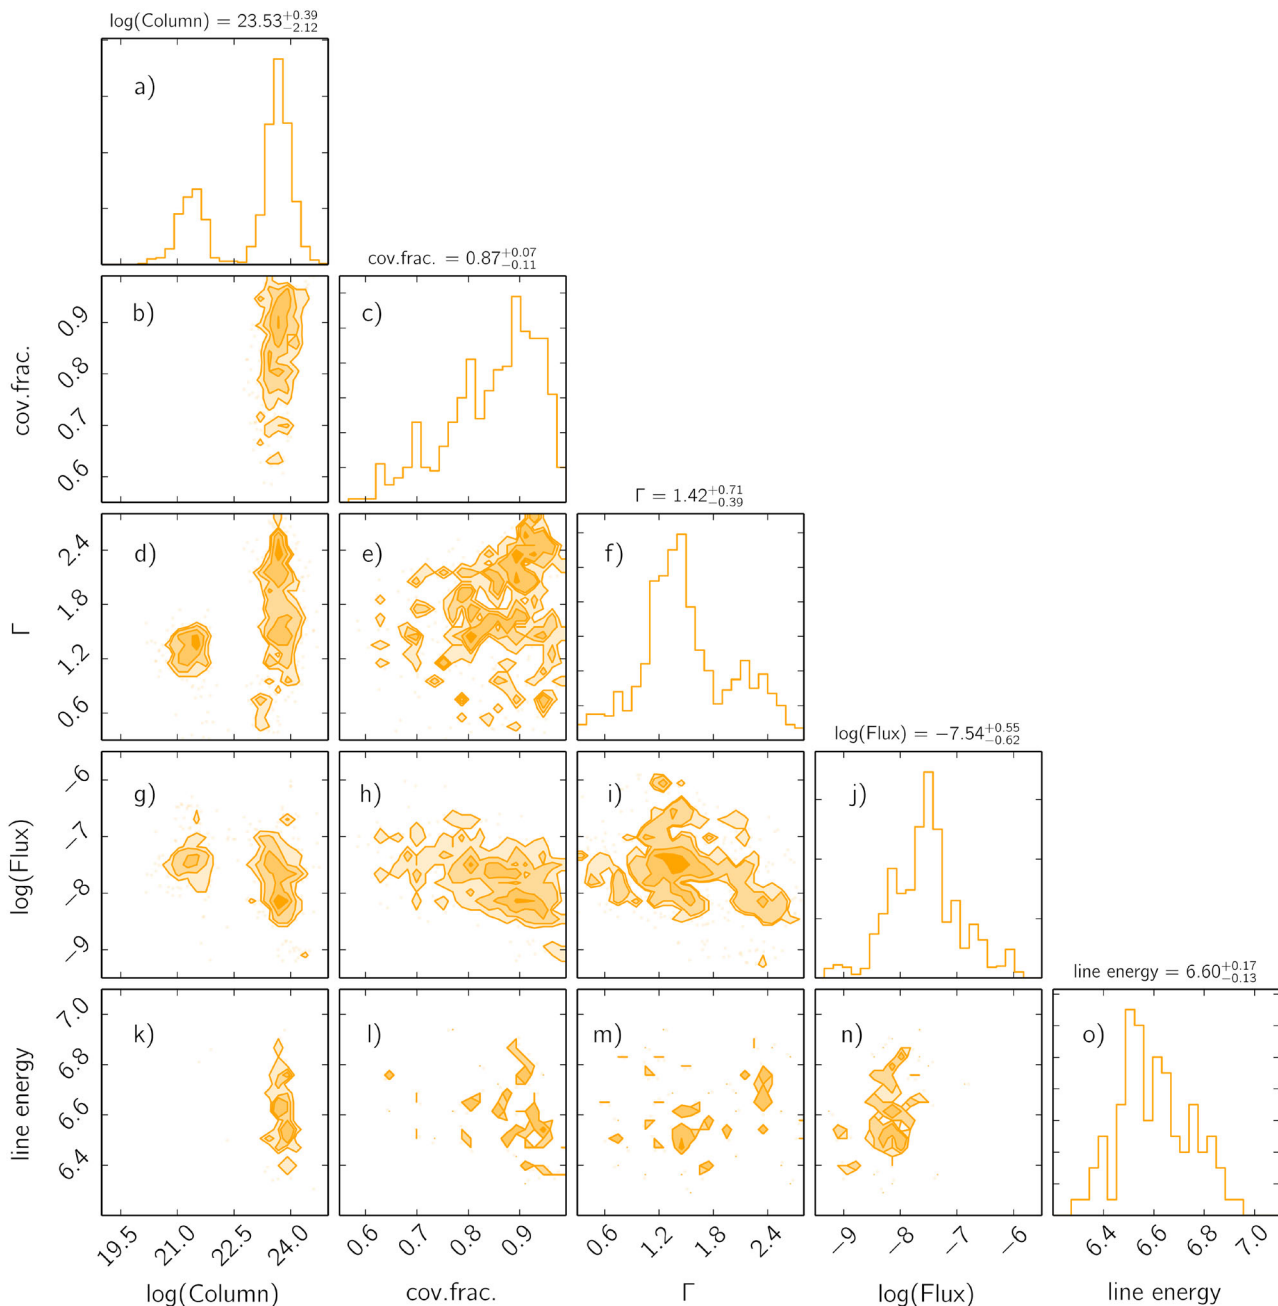 log(Column) = 23.53+0.39−2.12
a)
cov.frac. = 0.87+0.07−0.11
cov.frac.
0.9
0.8
0.7
0.6
b)
c)
Γ = 1.42+0.71−0.39
Γ
2.4
1.8
1.2
0.6
d)
e)
f)
log(Flux) = −7.54+0.55−0.62
log(Flux)
−6
−7
−8
−9
g)
h)
i)
j)
line energy = 6.60+0.17−0.13
line energy
7.0
6.8
6.6
6.4
k)
l)
m)
n)
o)
19.5 21.0 22.5 24.0
0.6 0.7 0.8 0.9
0.6 1.2 1.8 2.4
−9 −8 −7 −6
6.4 6.6 6.8 7.0
log(Column)
cov.frac.
Γ
log(Flux)
line energy